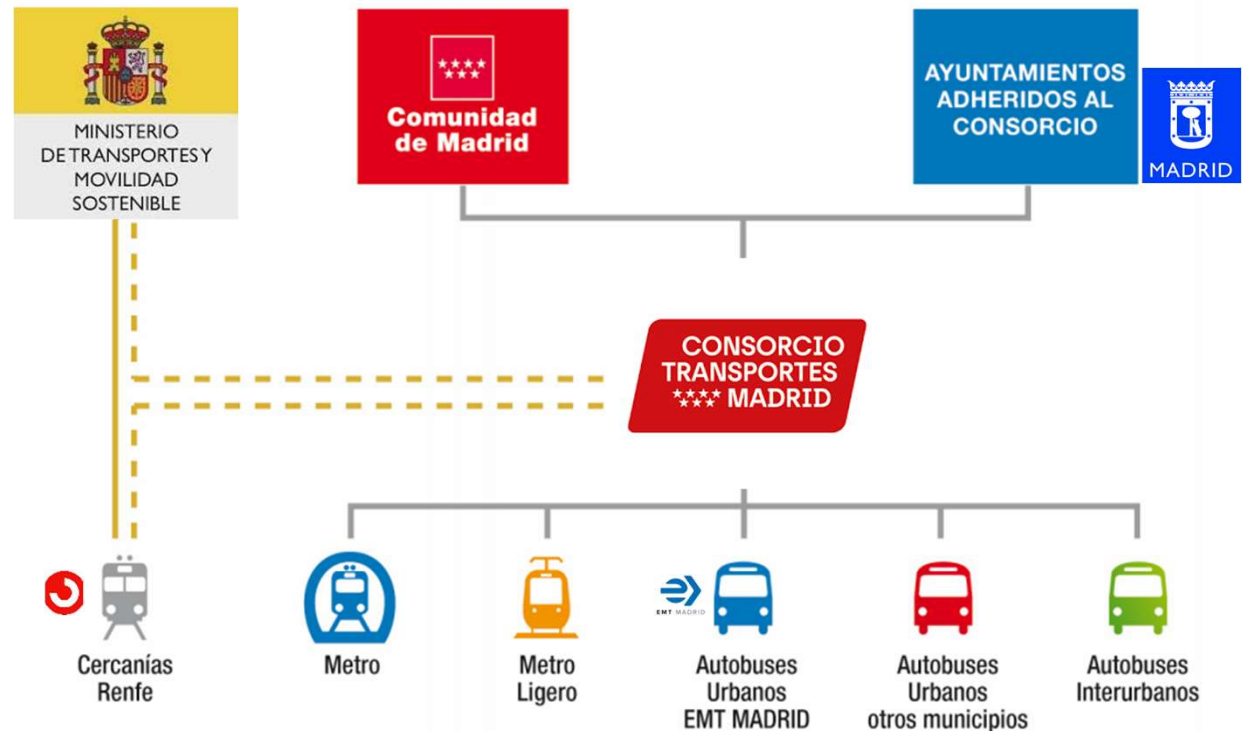 MINISTERIO
DE TRANSPORTES Y
MOVILIDAD
SOSTENIBLE
Comunidad
de Madrid
AYUNTAMIENTOS
ADHERIDOS AL
CONSORCIO
MADRID
CONSORCIO
TRANSPORTES
MADRID
EMT MADRID
Cercanías
Renfe
Metro
Metro
Ligero
Autobuses
Urbanos
EMT MADRID
Autobuses
Urbanos
otros municipios
Autobuses
Interurbanos